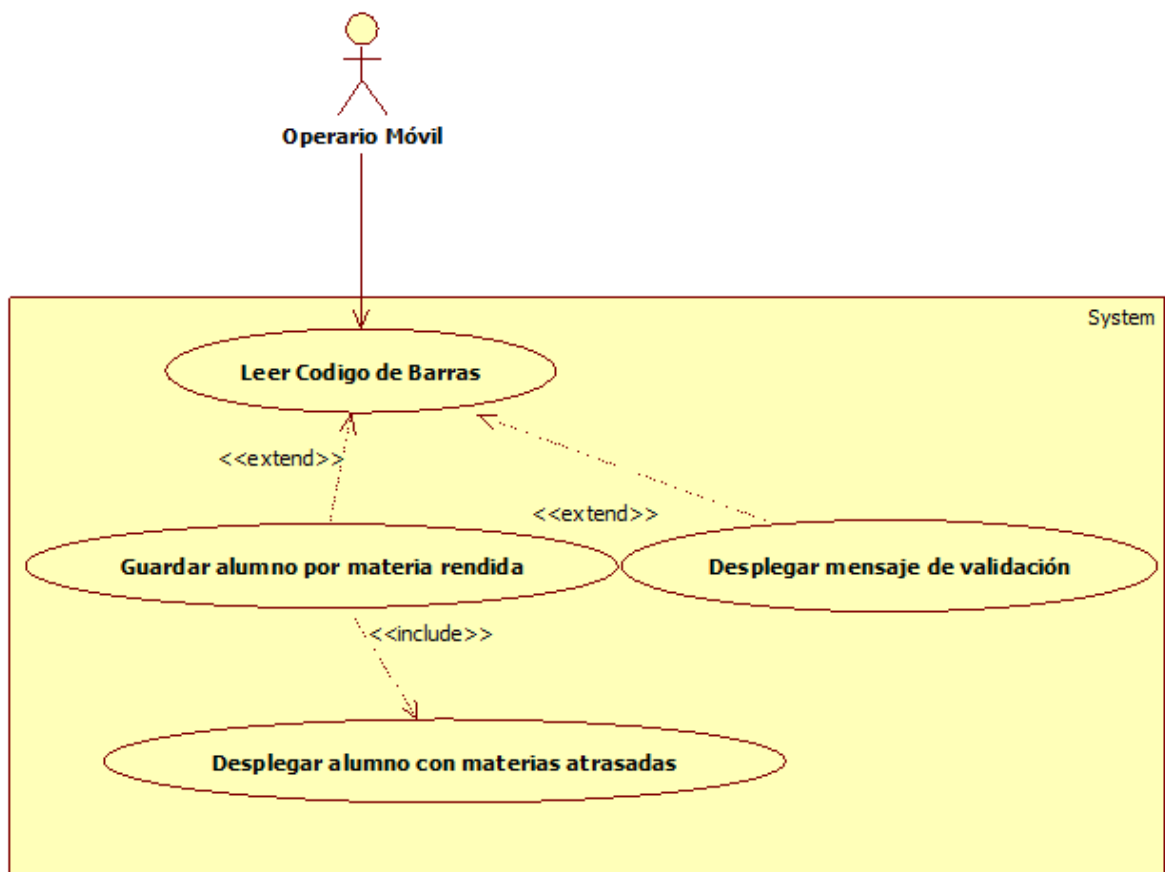 Operario Móvil
System
Leer Codigo de Barras
<<extend>>
<<extend>>
Guardar alumno por materia rendida
Desplegar mensaje de validación
<<include>>
Desplegar alumno con materias atrasadas